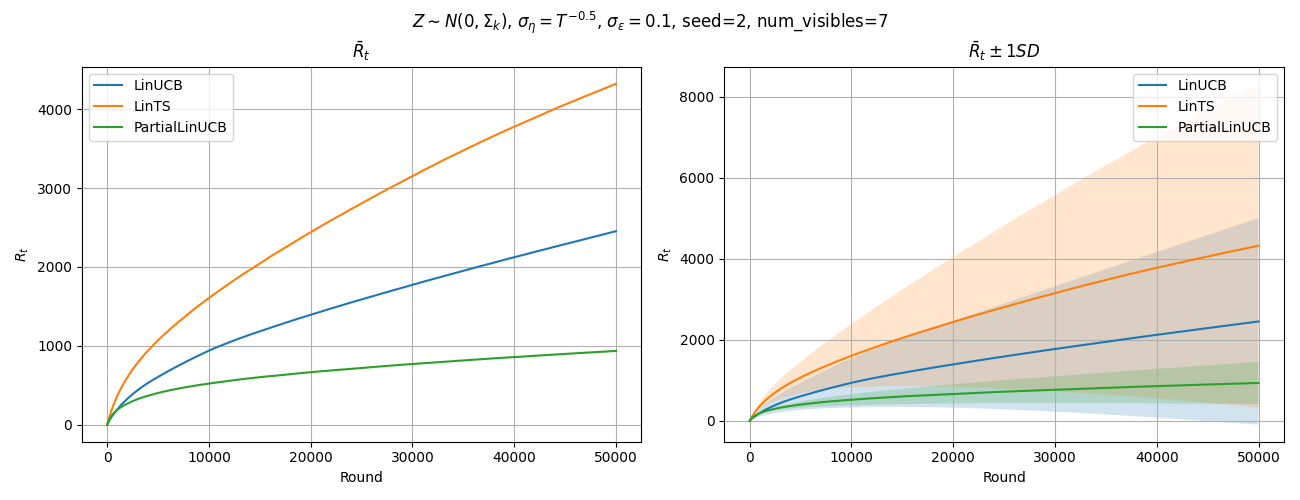 Z ∼ N(0, Σ_k), σ_η = T^{−0.5}, σ_ε = 0.1, seed=2, num_visibles=7
R̄_t
4000
3000
2000
1000
0
R_t
LinUCB
LinTS
PartialLinUCB
0 10000 20000 30000 40000 50000
Round
R̄_t ± 1SD
8000
6000
4000
2000
0
R_t
LinUCB
LinTS
PartialLinUCB
0 10000 20000 30000 40000 50000
Round